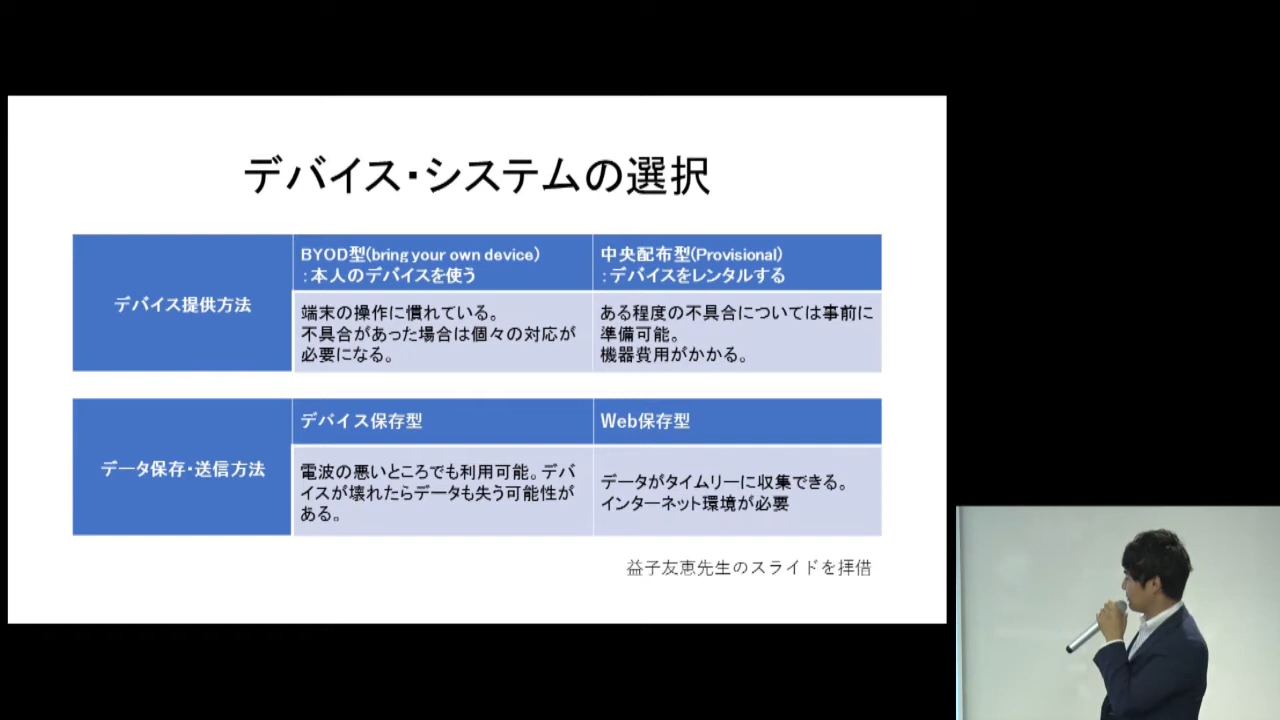 デバイス・システムの選択
デバイス提供方法
BYOD型(bring your own device)
:本人のデバイスを使う
中央配布型(Provisional)
:デバイスをレンタルする
端末の操作に慣れている。
不具合があった場合は個々の対応が
必要になる。
ある程度の不具合については事前に
準備可能。
機器費用がかかる。
データ保存・送信方法
デバイス保存型
Web保存型
電波の悪いところでも利用可能。デバ
イスが壊れたらデータも失う可能性が
ある。
データがタイムリーに収集できる。
インターネット環境が必要
益子友恵先生のスライドを拝借